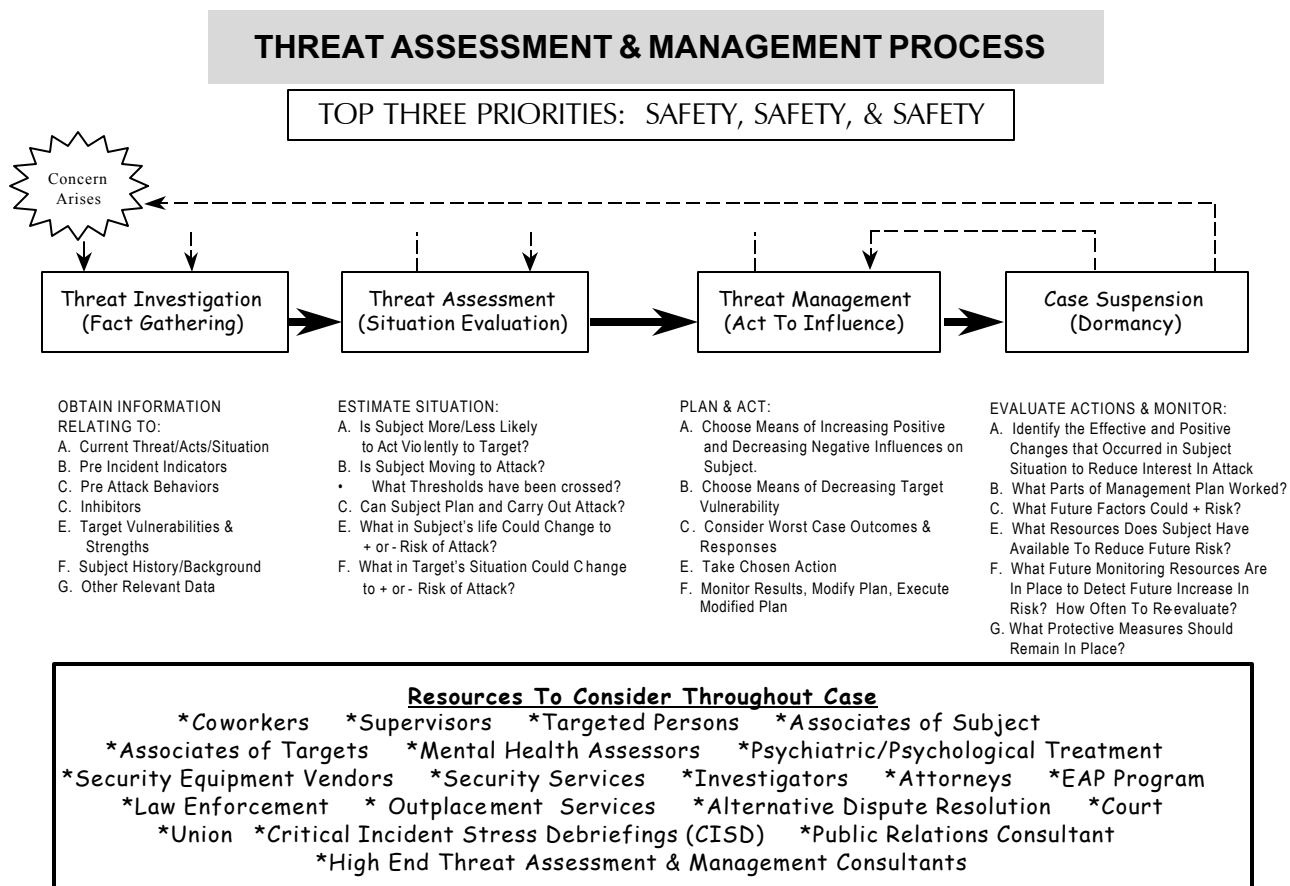 THREAT ASSESSMENT & MANAGEMENT PROCESS
TOP THREE PRIORITIES: SAFETY, SAFETY, & SAFETY
Concern
Arises
Threat Investigation
(Fact Gathering)
Threat Assessment
(Situation Evaluation)
Threat Management
(Act To Influence)
Case Suspension
(Dormancy)
OBTAIN INFORMATION
RELATING TO:
A. Current Threat/Acts/Situation
B. Pre Incident Indicators
C. Pre Attack Behaviors
C. Inhibitors
E. Target Vulnerabilities &
Strengths
F. Subject History/Background
G. Other Relevant Data
ESTIMATE SITUATION:
A. Is Subject More/Less Likely
to Act Violently to Target?
B. Is Subject Moving to Attack?
• What Thresholds have been crossed?
C. Can Subject Plan and Carry Out Attack?
E. What in Subject's life Could Change to
+ or - Risk of Attack?
F. What in Target's Situation Could Change
to + or - Risk of Attack?
PLAN & ACT:
A. Choose Means of Increasing Positive
and Decreasing Negative Influences on
Subject.
B. Choose Means of Decreasing Target
Vulnerability
C. Consider Worst Case Outcomes &
Responses
E. Take Chosen Action
F. Monitor Results, Modify Plan, Execute
Modified Plan
EVALUATE ACTIONS & MONITOR:
A. Identify the Effective and Positive
Changes that Occurred in Subject
Situation to Reduce Interest In Attack
B. What Parts of Management Plan Worked?
C. What Future Factors Could + Risk?
E. What Resources Does Subject Have
Available To Reduce Future Risk?
F. What Future Monitoring Resources Are
In Place to Detect Future Increase In
Risk? How Often To Re-evaluate?
G. What Protective Measures Should
Remain In Place?
Resources To Consider Throughout Case
*Coworkers *Supervisors *Targeted Persons *Associates of Subject
*Associates of Targets *Mental Health Assessors *Psychiatric/Psychological Treatment
*Security Equipment Vendors *Security Services *Investigators *Attorneys *EAP Program
*Law Enforcement * Outplacement Services *Alternative Dispute Resolution *Court
*Union *Critical Incident Stress Debriefings (CISD) *Public Relations Consultant
*High End Threat Assessment & Management Consultants